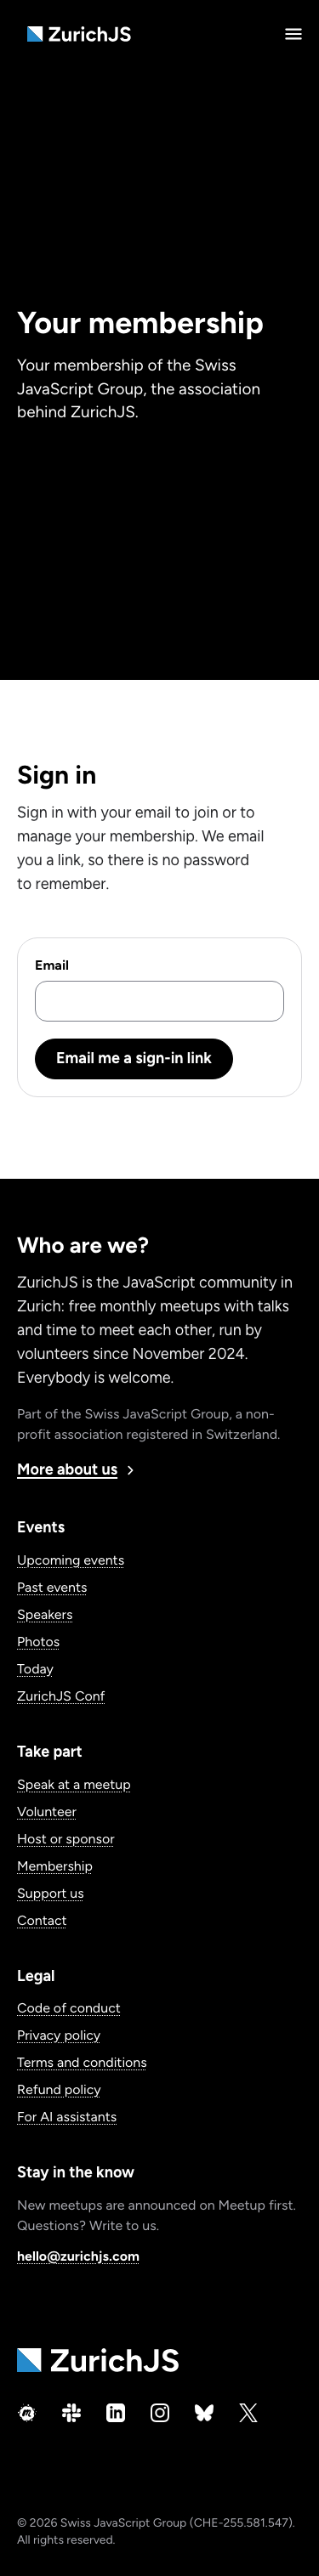 ZurichJS
Your membership
Your membership of the Swiss
JavaScript Group, the association
behind ZurichJS.
Sign in
Sign in with your email to join or to
manage your membership. We email
you a link, so there is no password
to remember.
Email
Email me a sign-in link
Who are we?
ZurichJS is the JavaScript community in
Zurich: free monthly meetups with talks
and time to meet each other, run by
volunteers since November 2024.
Everybody is welcome.
Part of the Swiss JavaScript Group, a non-
profit association registered in Switzerland.
More about us
Events
Upcoming events
Past events
Speakers
Photos
Today
ZurichJS Conf
Take part
Speak at a meetup
Volunteer
Host or sponsor
Membership
Support us
Contact
Legal
Code of conduct
Privacy policy
Terms and conditions
Refund policy
For AI assistants
Stay in the know
New meetups are announced on Meetup first.
Questions? Write to us.
hello@zurichjs.com
ZurichJS
© 2026 Swiss JavaScript Group (CHE-255.581.547).
All rights reserved.